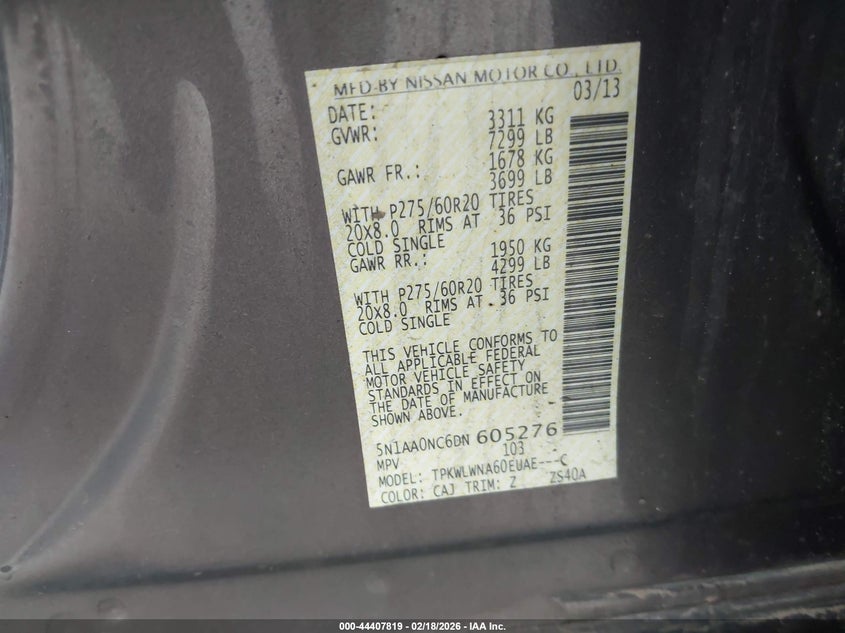 MFD BY NISSAN MOTOR CO., LTD.
DATE: 03/13
GVWR: 3311 KG
7299 LB
GAWR FR.: 1678 KG
3699 LB
WITH P275/60R20 TIRES
20X8.0 RIMS AT 36 PSI
COLD SINGLE
GAWR RR.: 1950 KG
4299 LB
WITH P275/60R20 TIRES
20X8.0 RIMS AT 36 PSI
COLD SINGLE
THIS VEHICLE CONFORMS TO
ALL APPLICABLE FEDERAL
MOTOR VEHICLE SAFETY
STANDARDS IN EFFECT ON
THE DATE OF MANUFACTURE
SHOWN ABOVE.
5N1AA0NC6DN 605276
MPV 103
MODEL: TPKWLWNA60EUAE---C
COLOR: CAJ TRIM: Z ZS40A
000-44407819 - 02/18/2026 - IAA Inc.